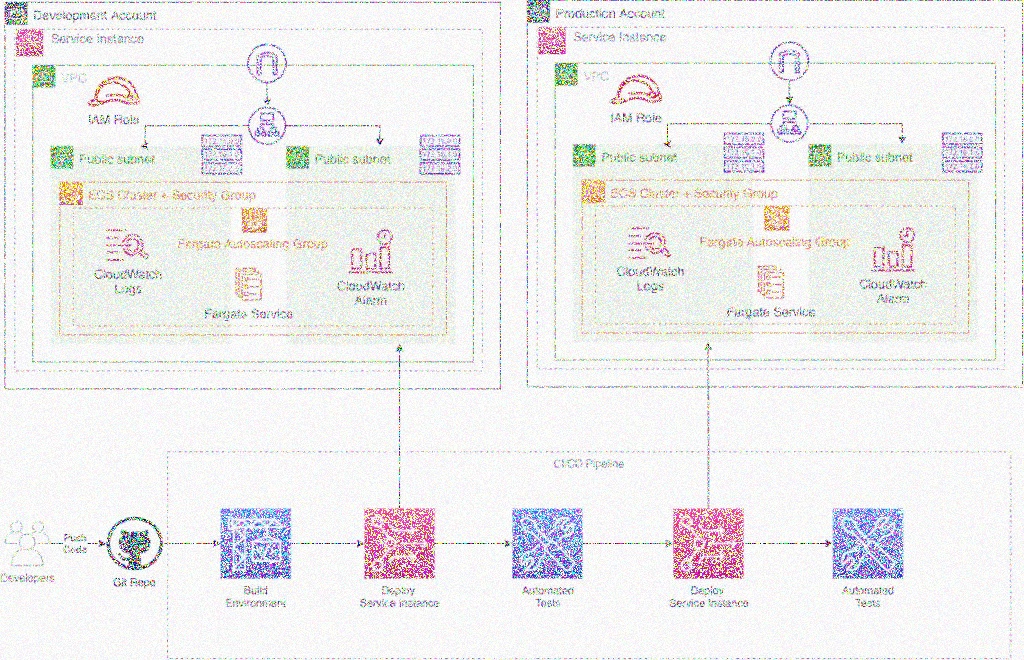 Development Account
Service Instance
VPC
IAM Role
Public subnet
Public subnet
ECS Cluster + Security Group
Fargate Autoscaling Group
CloudWatch
Logs
CloudWatch
Alarm
Fargate Service
Production Account
Service Instance
VPC
IAM Role
Public subnet
Public subnet
ECS Cluster + Security Group
Fargate Autoscaling Group
CloudWatch
Logs
CloudWatch
Alarm
Fargate Service
CI/CD Pipeline
Developers
Push
Code
Git Repo
Build
Environment
Deploy
Service Instance
Automated
Tests
Deploy
Service Instance
Automated
Tests